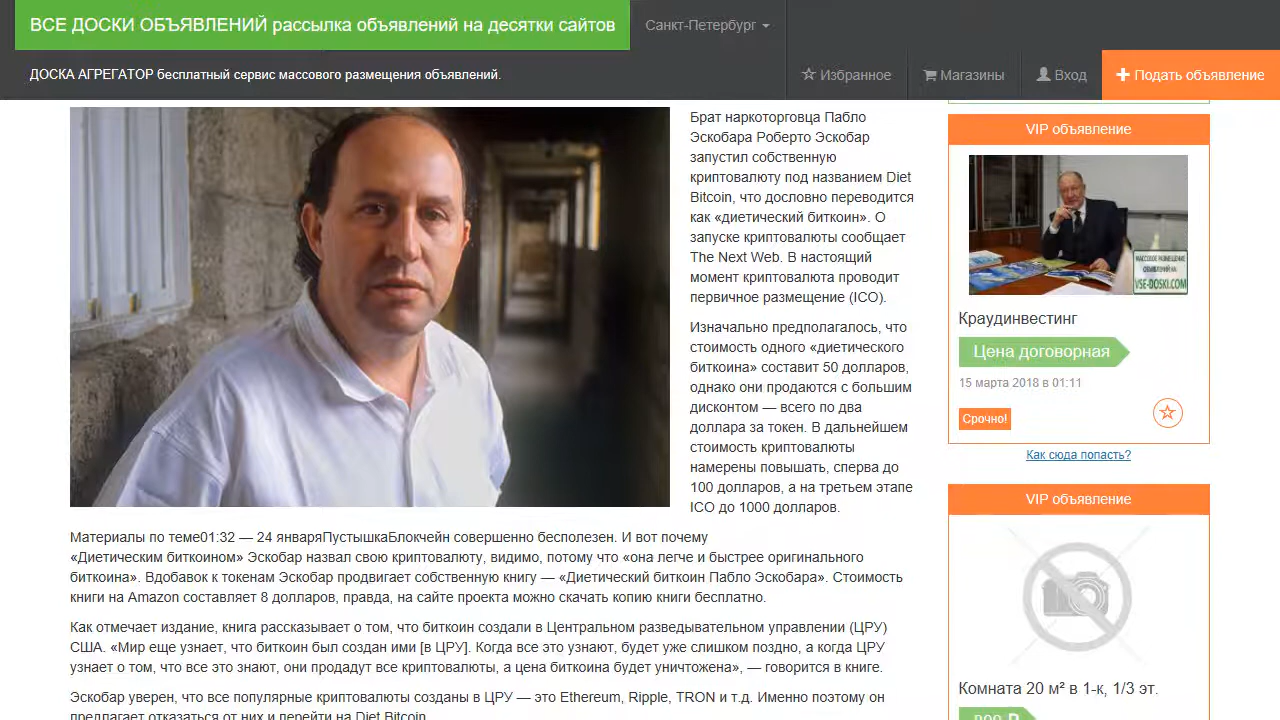 ВСЕ ДОСКИ ОБЪЯВЛЕНИЙ рассылка объявлений на десятки сайтов
Санкт-Петербург
ДОСКА АГРЕГАТОР бесплатный сервис массового размещения объявлений.
Избранное
Магазины
Вход
Подать объявление
Брат наркоторговца Пабло
Эскобара Роберто Эскобар
запустил собственную
криптовалюту под названием Diet
Bitcoin, что дословно переводится
как «диетический биткоин». О
запуске криптовалюты сообщает
The Next Web. В настоящий
момент криптовалюта проводит
первичное размещение (ICO).
Изначально предполагалось, что
стоимость одного «диетического
биткоина» составит 50 долларов,
однако они продаются с большим
дисконтом — всего по два
доллара за токен. В дальнейшем
стоимость криптовалюты
намерены повышать, сперва до
100 долларов, а на третьем этапе
ICO до 1000 долларов.
Материалы по теме01:32 — 24 январяПустышкаБлокчейн совершенно бесполезен. И вот почему
«Диетическим биткоином» Эскобар назвал свою криптовалюту, видимо, потому что «она легче и быстрее оригинального
биткоина». Вдобавок к токенам Эскобар продвигает собственную книгу — «Диетический биткоин Пабло Эскобара». Стоимость
книги на Amazon составляет 8 долларов, правда, на сайте проекта можно скачать копию книги бесплатно.
Как отмечает издание, книга рассказывает о том, что биткоин создали в Центральном разведывательном управлении (ЦРУ)
США. «Мир еще узнает, что биткоин был создан ими [в ЦРУ]. Когда все это узнают, будет уже слишком поздно, а когда ЦРУ
узнает о том, что все это знают, они продадут все криптовалюты, а цена биткоина будет уничтожена», — говорится в книге.
Эскобар уверен, что все популярные криптовалюты созданы в ЦРУ — это Ethereum, Ripple, TRON и т.д. Именно поэтому он
предлагает отказаться от них и перейти на Diet Bitcoin.
VIP объявление
МАССОВОЕ РАЗМЕЩЕНИЕ
ОБЪЯВЛЕНИЙ НА
VSE-DOSKI.COM
Краудинвестинг
Цена договорная
15 марта 2018 в 01:11
Срочно!
Как сюда попасть?
VIP объявление
Комната 20 м² в 1-к, 1/3 эт.